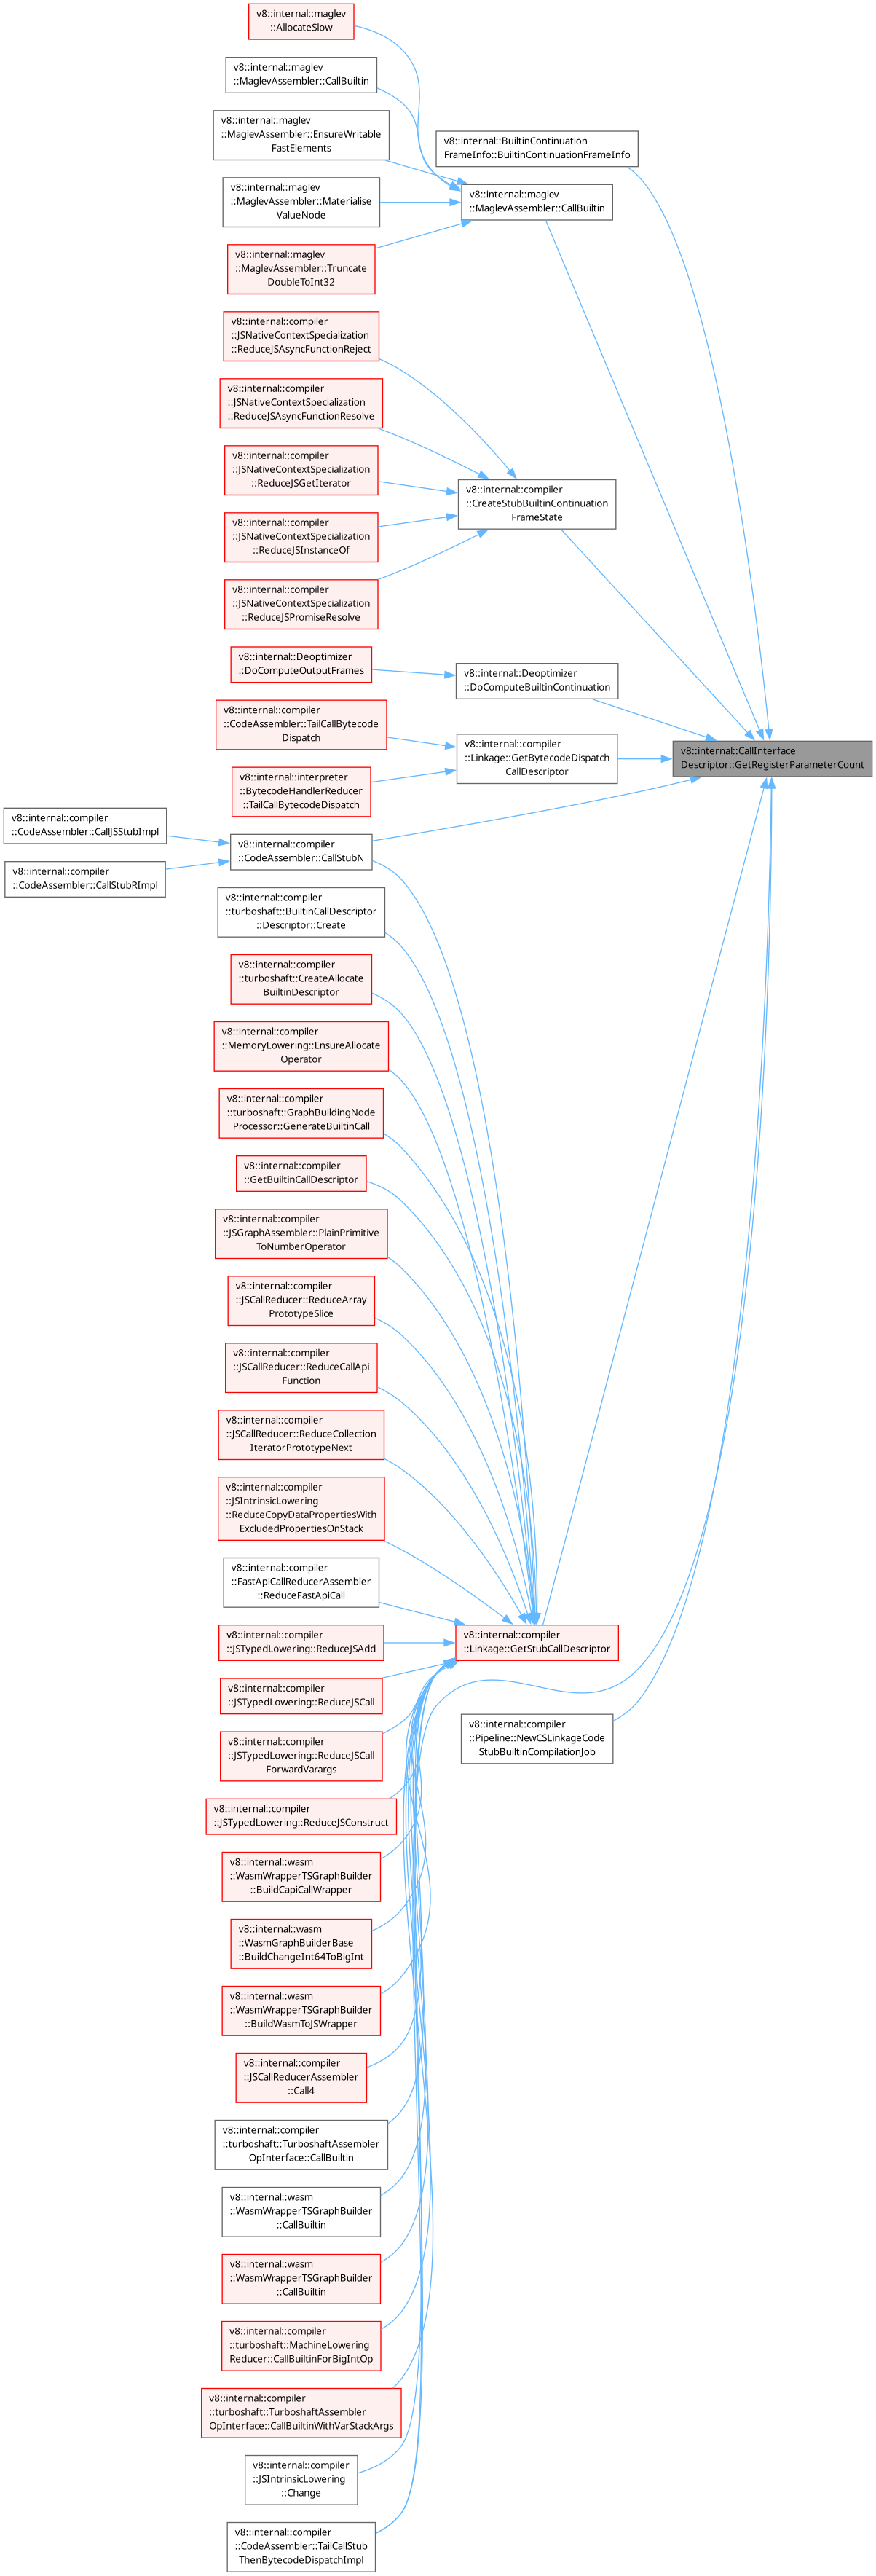 v8::internal::maglev
::AllocateSlow
v8::internal::maglev
::MaglevAssembler::CallBuiltin
v8::internal::maglev
::MaglevAssembler::EnsureWritable
FastElements
v8::internal::BuiltinContinuation
FrameInfo::BuiltinContinuationFrameInfo
v8::internal::maglev
::MaglevAssembler::Materialise
ValueNode
v8::internal::maglev
::MaglevAssembler::CallBuiltin
v8::internal::maglev
::MaglevAssembler::Truncate
DoubleToInt32
v8::internal::compiler
::JSNativeContextSpecialization
::ReduceJSAsyncFunctionReject
v8::internal::compiler
::JSNativeContextSpecialization
::ReduceJSAsyncFunctionResolve
v8::internal::compiler
::JSNativeContextSpecialization
::ReduceJSGetIterator
v8::internal::compiler
::CreateStubBuiltinContinuation
FrameState
v8::internal::compiler
::JSNativeContextSpecialization
::ReduceJSInstanceOf
v8::internal::compiler
::JSNativeContextSpecialization
::ReduceJSPromiseResolve
v8::internal::Deoptimizer
::DoComputeOutputFrames
v8::internal::Deoptimizer
::DoComputeBuiltinContinuation
v8::internal::compiler
::CodeAssembler::TailCallBytecode
Dispatch
v8::internal::compiler
::Linkage::GetBytecodeDispatch
CallDescriptor
v8::internal::CallInterface
Descriptor::GetRegisterParameterCount
v8::internal::interpreter
::BytecodeHandlerReducer
::TailCallBytecodeDispatch
v8::internal::compiler
::CodeAssembler::CallJSStubImpl
v8::internal::compiler
::CodeAssembler::CallStubN
v8::internal::compiler
::CodeAssembler::CallStubRImpl
v8::internal::compiler
::turboshaft::BuiltinCallDescriptor
::Descriptor::Create
v8::internal::compiler
::turboshaft::CreateAllocate
BuiltinDescriptor
v8::internal::compiler
::MemoryLowering::EnsureAllocate
Operator
v8::internal::compiler
::turboshaft::GraphBuildingNode
Processor::GenerateBuiltinCall
v8::internal::compiler
::GetBuiltinCallDescriptor
v8::internal::compiler
::JSGraphAssembler::PlainPrimitive
ToNumberOperator
v8::internal::compiler
::JSCallReducer::ReduceArray
PrototypeSlice
v8::internal::compiler
::JSCallReducer::ReduceCallApi
Function
v8::internal::compiler
::JSCallReducer::ReduceCollection
IteratorPrototypeNext
v8::internal::compiler
::JSIntrinsicLowering
::ReduceCopyDataPropertiesWith
ExcludedPropertiesOnStack
v8::internal::compiler
::FastApiCallReducerAssembler
::ReduceFastApiCall
v8::internal::compiler
::JSTypedLowering::ReduceJSAdd
v8::internal::compiler
::Linkage::GetStubCallDescriptor
v8::internal::compiler
::JSTypedLowering::ReduceJSCall
v8::internal::compiler
::Pipeline::NewCSLinkageCode
StubBuiltinCompilationJob
v8::internal::compiler
::JSTypedLowering::ReduceJSCall
ForwardVarargs
v8::internal::compiler
::JSTypedLowering::ReduceJSConstruct
v8::internal::wasm
::WasmWrapperTSGraphBuilder
::BuildCapiCallWrapper
v8::internal::wasm
::WasmGraphBuilderBase
::BuildChangeInt64ToBigInt
v8::internal::wasm
::WasmWrapperTSGraphBuilder
::BuildWasmToJSWrapper
v8::internal::compiler
::JSCallReducerAssembler
::Call4
v8::internal::compiler
::turboshaft::TurboshaftAssembler
OpInterface::CallBuiltin
v8::internal::wasm
::WasmWrapperTSGraphBuilder
::CallBuiltin
v8::internal::wasm
::WasmWrapperTSGraphBuilder
::CallBuiltin
v8::internal::compiler
::turboshaft::MachineLowering
Reducer::CallBuiltinForBigIntOp
v8::internal::compiler
::turboshaft::TurboshaftAssembler
OpInterface::CallBuiltinWithVarStackArgs
v8::internal::compiler
::JSIntrinsicLowering
::Change
v8::internal::compiler
::CodeAssembler::TailCallStub
ThenBytecodeDispatchImpl